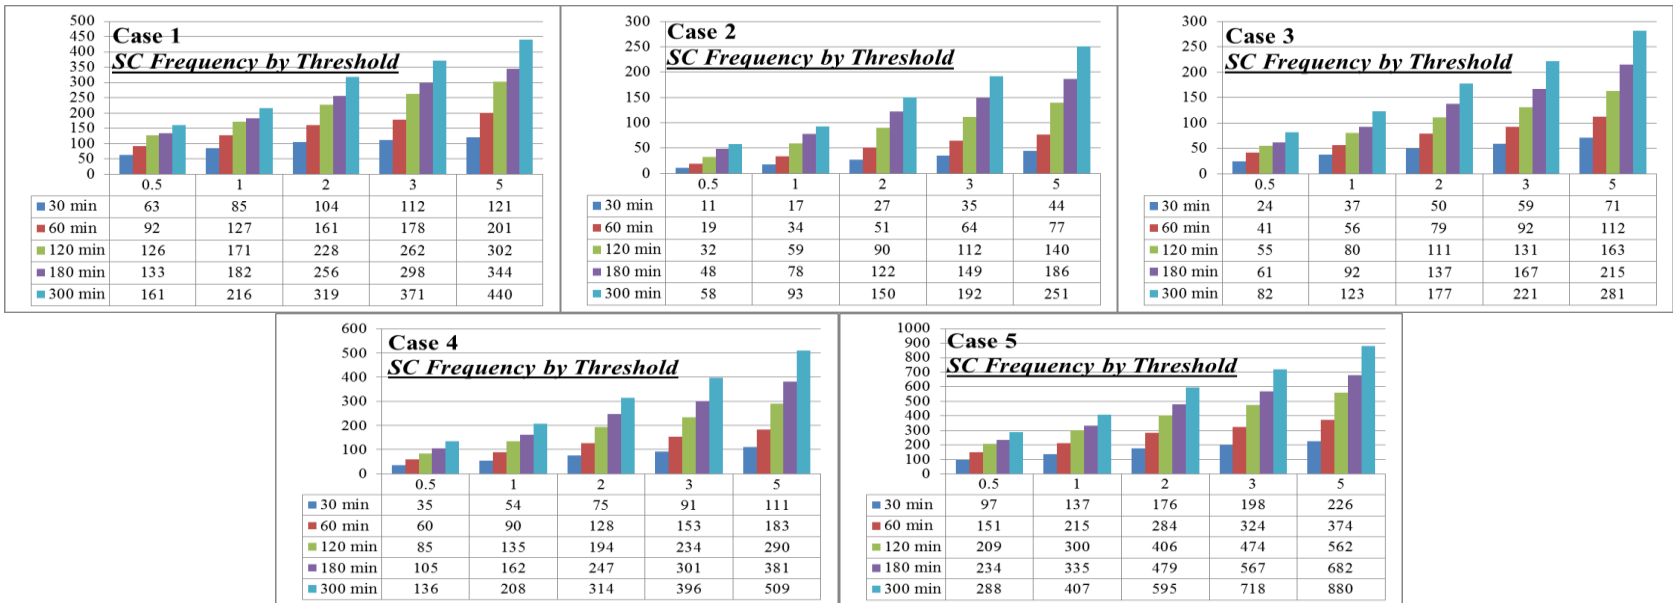 Case 1
SC Frequency by Threshold
500
450
400
350
300
250
200
150
100
50
0
0.5 1 2 3 5
30 min 63 85 104 112 121
60 min 92 127 161 178 201
120 min 126 171 228 262 302
180 min 133 182 256 298 344
300 min 161 216 319 371 440
Case 2
SC Frequency by Threshold
300
250
200
150
100
50
0
0.5 1 2 3 5
30 min 11 17 27 35 44
60 min 19 34 51 64 77
120 min 32 59 90 112 140
180 min 48 78 122 149 186
300 min 58 93 150 192 251
Case 3
SC Frequency by Threshold
300
250
200
150
100
50
0
0.5 1 2 3 5
30 min 24 37 50 59 71
60 min 41 56 79 92 112
120 min 55 80 111 131 163
180 min 61 92 137 167 215
300 min 82 123 177 221 281
Case 4
SC Frequency by Threshold
600
500
400
300
200
100
0
0.5 1 2 3 5
30 min 35 54 75 91 111
60 min 60 90 128 153 183
120 min 85 135 194 234 290
180 min 105 162 247 301 381
300 min 136 208 314 396 509
Case 5
SC Frequency by Threshold
1000
900
800
700
600
500
400
300
200
100
0
0.5 1 2 3 5
30 min 97 137 176 198 226
60 min 151 215 284 324 374
120 min 209 300 406 474 562
180 min 234 335 479 567 682
300 min 288 407 595 718 880